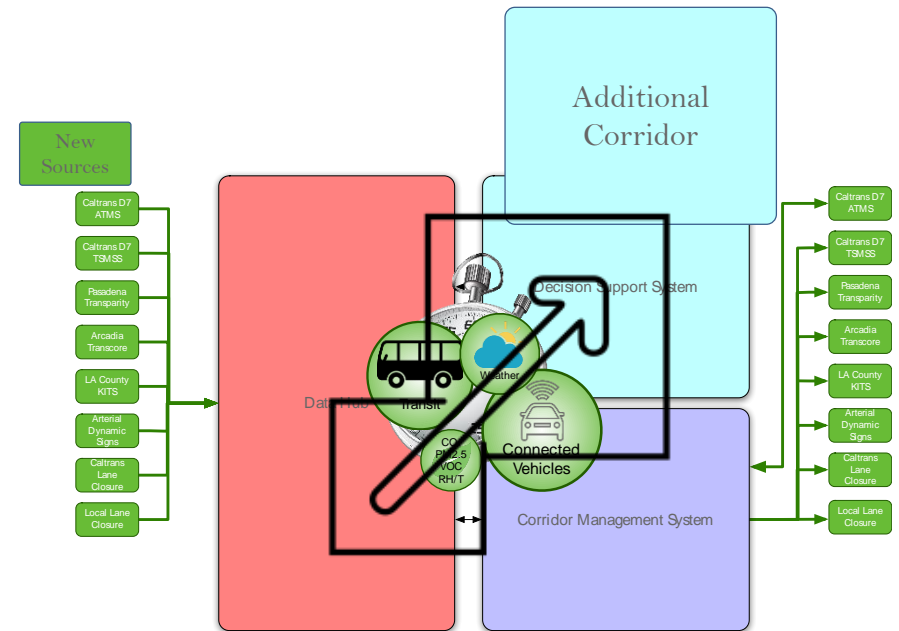 Additional
Corridor
New
Sources
Caltrans D7
ATMS
Caltrans D7
TSMSS
Pasadena
Transparity
Arcadia
Transcore
LA County
KITS
Arterial
Dynamic
Signs
Caltrans
Lane
Closure
Local Lane
Closure
Data Hub
Decision Support System
Weather
Transit
CO
PM2.5
VOC
RH/T
Connected
Vehicles
Corridor Management System
Caltrans D7
ATMS
Caltrans D7
TSMSS
Pasadena
Transparity
Arcadia
Transcore
LA County
KITS
Arterial
Dynamic
Signs
Caltrans
Lane
Closure
Local Lane
Closure